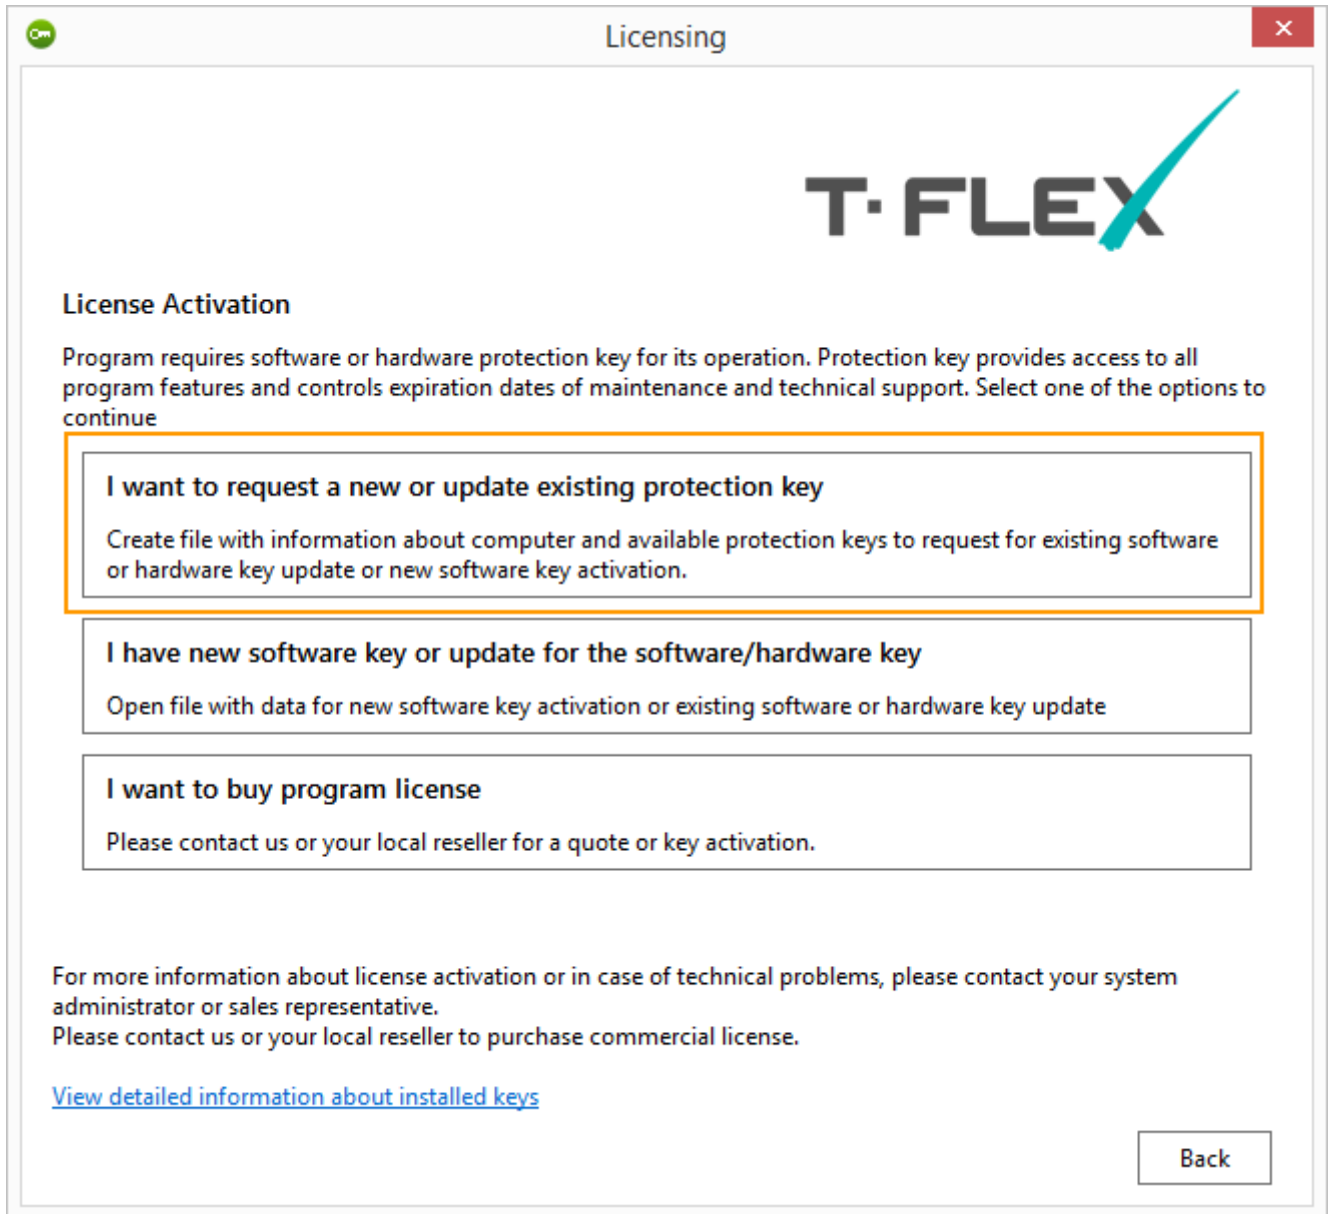 Licensing
T·FLEX
License Activation
Program requires software or hardware protection key for its operation. Protection key provides access to all
program features and controls expiration dates of maintenance and technical support. Select one of the options to
continue
I want to request a new or update existing protection key
Create file with information about computer and available protection keys to request for existing software
or hardware key update or new software key activation.
I have new software key or update for the software/hardware key
Open file with data for new software key activation or existing software or hardware key update
I want to buy program license
Please contact us or your local reseller for a quote or key activation.
For more information about license activation or in case of technical problems, please contact your system
administrator or sales representative.
Please contact us or your local reseller to purchase commercial license.
View detailed information about installed keys
Back